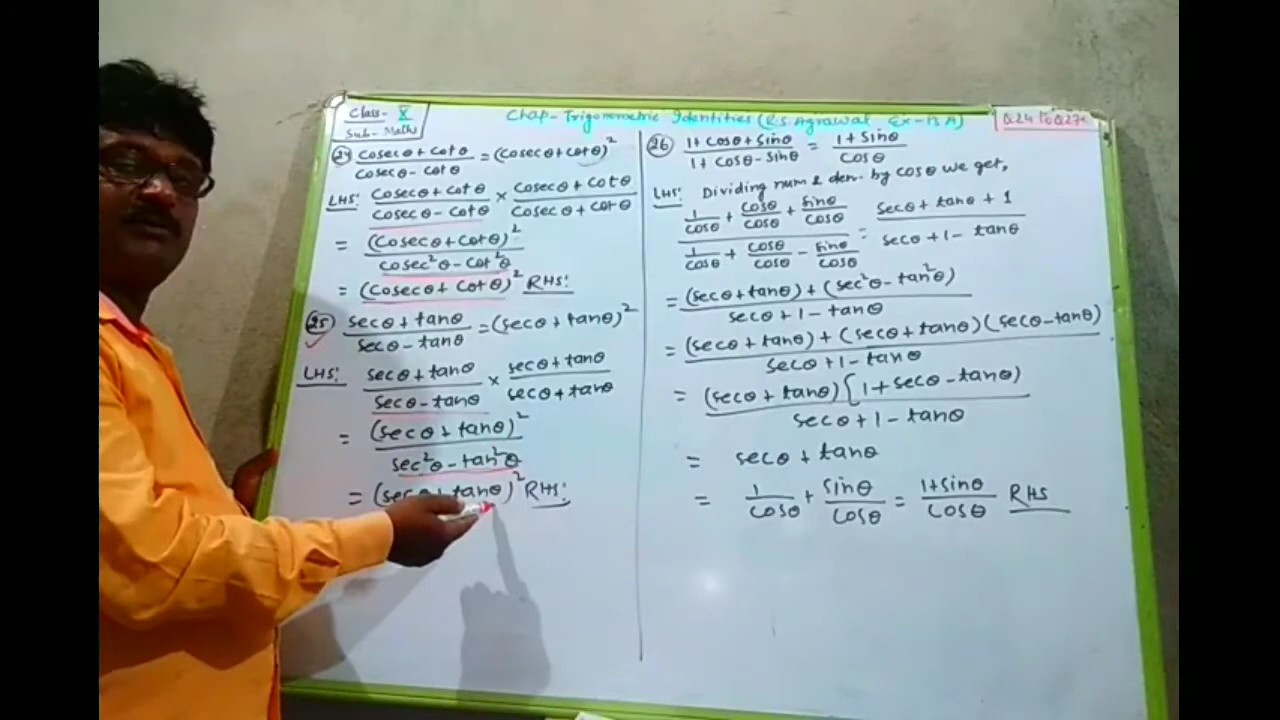 Class- X
Sub- Maths
Chap- Trigonometric Identities (R.S. Agrawal Ex-13 A)
Q.24 To Q.27
24 (cosecθ + cotθ)/(cosecθ - cotθ) = (cosecθ + cotθ)²
LHS: (cosecθ + cotθ)/(cosecθ - cotθ) × (cosecθ + cotθ)/(cosecθ + cotθ)
= (cosecθ + cotθ)²/(cosec²θ - cot²θ)
= (cosecθ + cotθ)² RHS:
25 (secθ + tanθ)/(secθ - tanθ) = (secθ + tanθ)²
LHS: (secθ + tanθ)/(secθ - tanθ) × (secθ + tanθ)/(secθ + tanθ)
= (secθ + tanθ)²/(sec²θ - tan²θ)
= (secθ + tanθ)² RHS:
26 (1 + cosθ + sinθ)/(1 + cosθ - sinθ) = (1 + sinθ)/cosθ
LHS: Dividing num & den. by cosθ we get,
(1/cosθ + cosθ/cosθ + sinθ/cosθ)/(1/cosθ + cosθ/cosθ - sinθ/cosθ) = (secθ + tanθ + 1)/(secθ + 1 - tanθ)
= ((secθ + tanθ) + (sec²θ - tan²θ))/(secθ + 1 - tanθ)
= ((secθ + tanθ) + (secθ + tanθ)(secθ - tanθ))/(secθ + 1 - tanθ)
= (secθ + tanθ)[1 + secθ - tanθ)/(secθ + 1 - tanθ)
= secθ + tanθ
= 1/cosθ + sinθ/cosθ = (1 + sinθ)/cosθ RHS